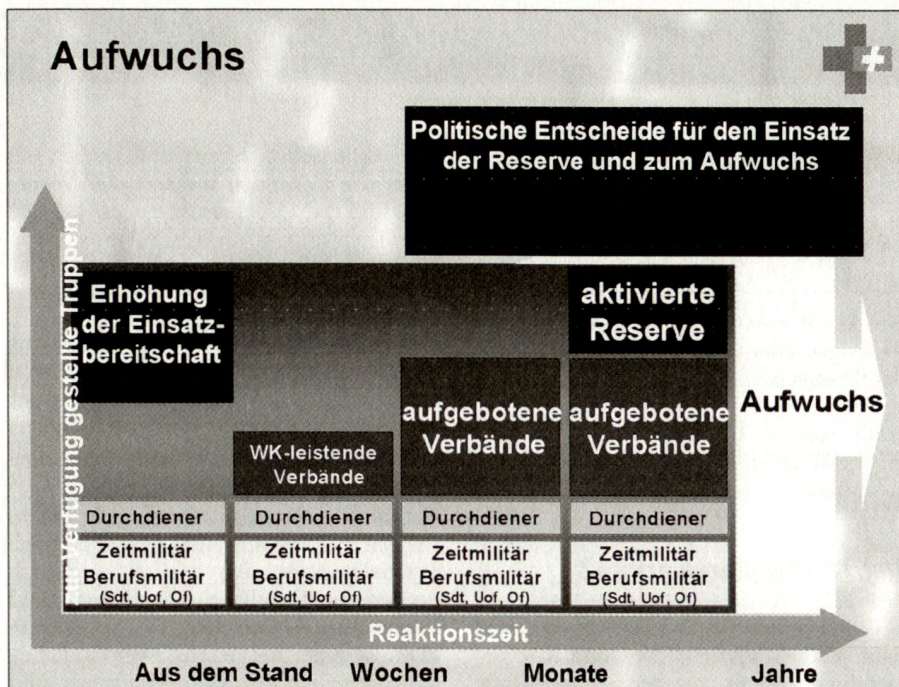 Aufwuchs
Politische Entscheide für den Einsatz
der Reserve und zum Aufwuchs
zur Verfügung gestellte Truppen
Erhöhung
der Einsatz-
bereitschaft
aktivierte
Reserve
aufgebotene
Verbände
aufgebotene
Verbände
Aufwuchs
WK-leistende
Verbände
Durchdiener
Durchdiener
Durchdiener
Durchdiener
Zeitmilitär
Berufsmilitär
(Sdt, Uof, Of)
Zeitmilitär
Berufsmilitär
(Sdt, Uof, Of)
Zeitmilitär
Berufsmilitär
(Sdt, Uof, Of)
Zeitmilitär
Berufsmilitär
(Sdt, Uof, Of)
Reaktionszeit
Aus dem Stand Wochen Monate Jahre